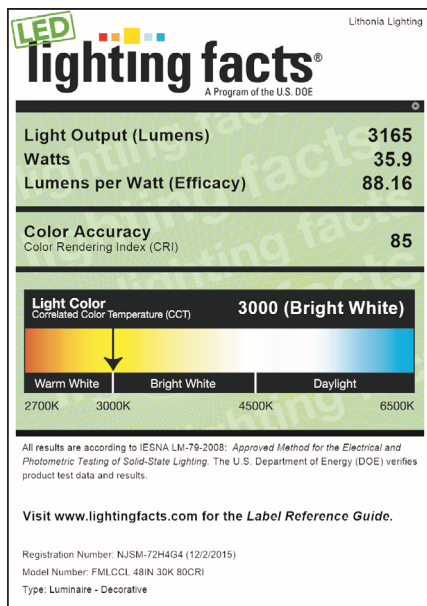 Lithonia Lighting
LED
lighting facts®
A Program of the U.S. DOE
Light Output (Lumens) 3165
Watts 35.9
Lumens per Watt (Efficacy) 88.16
Color Accuracy
Color Rendering Index (CRI) 85
Light Color
Correlated Color Temperature (CCT) 3000 (Bright White)
Warm White Bright White Daylight
2700K 3000K 4500K 6500K
All results are according to IESNA LM-79-2008: Approved Method for the Electrical and
Photometric Testing of Solid-State Lighting. The U.S. Department of Energy (DOE) verifies
product test data and results.
Visit www.lightingfacts.com for the Label Reference Guide.
Registration Number: NJSM-72H4G4 (12/2/2015)
Model Number: FMLCCL 48IN 30K 80CRI
Type: Luminaire - Decorative